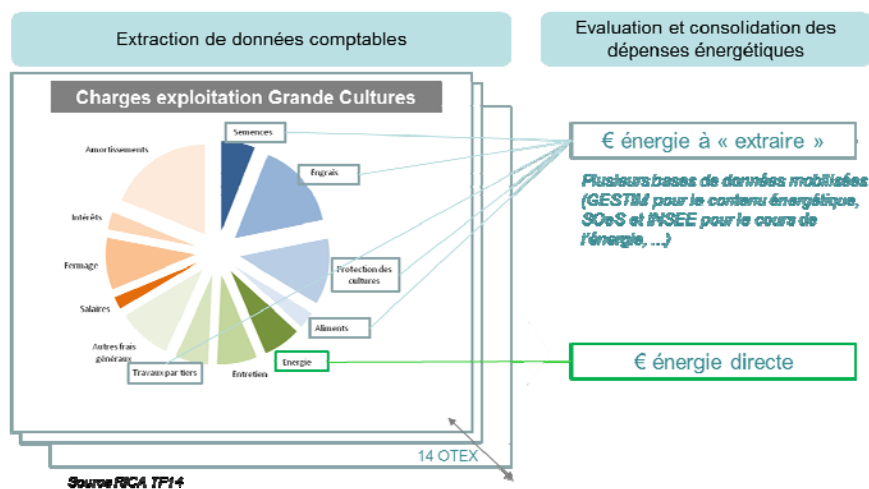 Extraction de données comptables
Evaluation et consolidation des
dépenses énergétiques
Charges exploitation Grande Cultures
Semences
Amortissements
Engrais
Intérêts
Fermage
Protection des
cultures
Salaires
Aliments
Autres frais
généraux
Travaux par tiers
Entretien
Energie
€ énergie à « extraire »
Plusieurs bases de données mobilisées
(GESTIM pour le contenu énergétique,
SOeS et INSEE pour le cours de
l'énergie, ...)
€ énergie directe
14 OTEX
Source RICA TF14